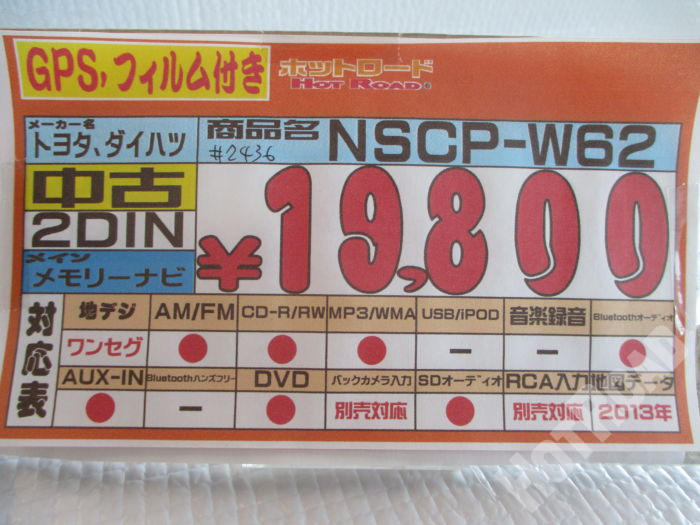 GPS,フィルム付き
ホットロード
HOT ROAD®
メーカー名
トヨタ、ダイハツ
商品名 NSCP-W62
#2436
中古
2DIN
メイン
メモリーナビ
¥19,800
対応表
地デジ AM/FM CD-R/RW MP3/WMA USB/iPOD 音楽録音 Bluetoothオーディオ
ワンセグ ● ● ● － － ●
AUX-IN Bluetoothハンズフリー DVD バックカメラ入力 SDオーディオ RCA入力 地図データ
● － ● 別売対応 ● 別売対応 2013年
HOTROAD